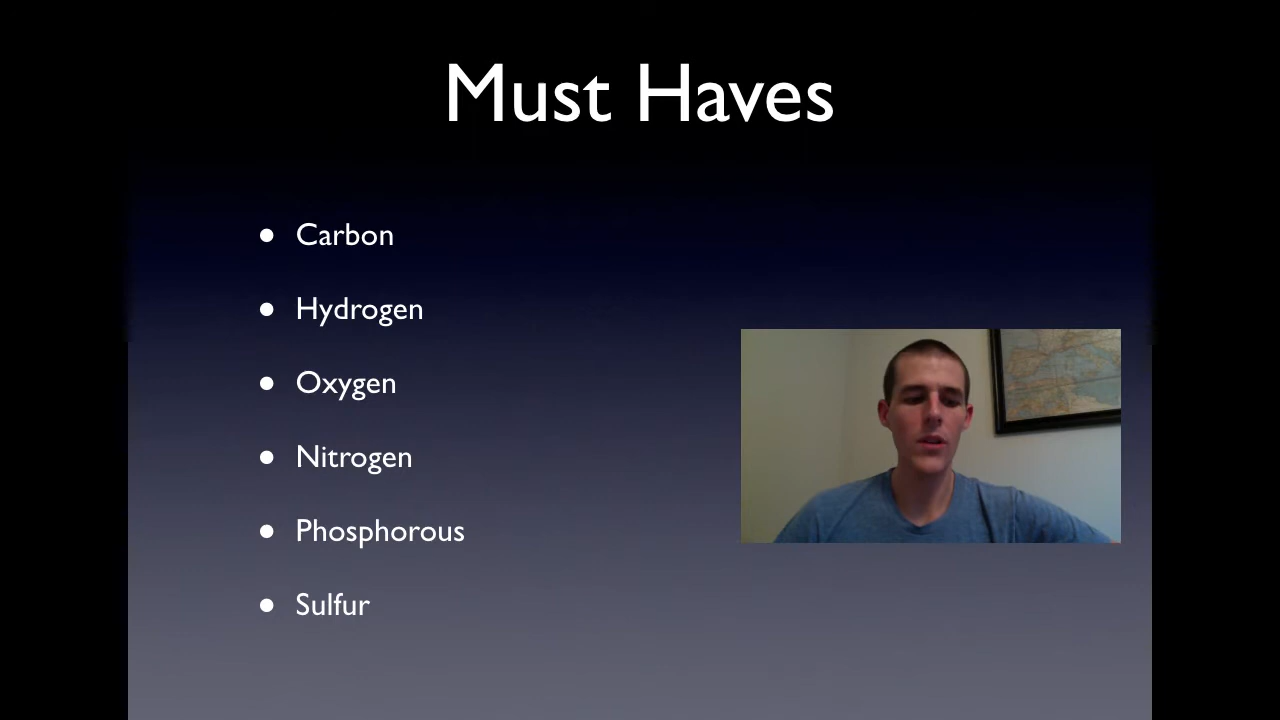 Must Haves
• Carbon
• Hydrogen
• Oxygen
• Nitrogen
• Phosphorous
• Sulfur